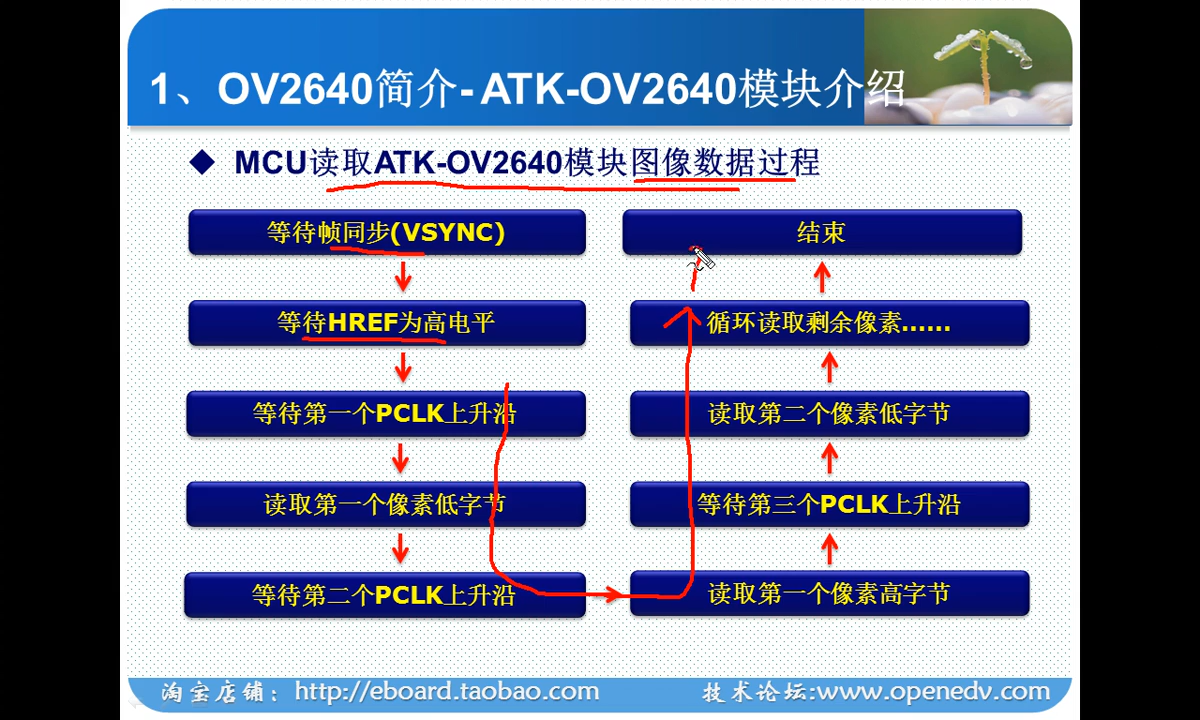 1、OV2640简介- ATK-OV2640模块介绍
◆ MCU读取ATK-OV2640模块图像数据过程
等待帧同步(VSYNC)
等待HREF为高电平
等待第一个PCLK上升沿
读取第一个像素低字节
等待第二个PCLK上升沿
读取第一个像素高字节
等待第三个PCLK上升沿
读取第二个像素低字节
循环读取剩余像素......
结束
淘宝店铺：http://eboard.taobao.com
技术论坛:www.openedv.com